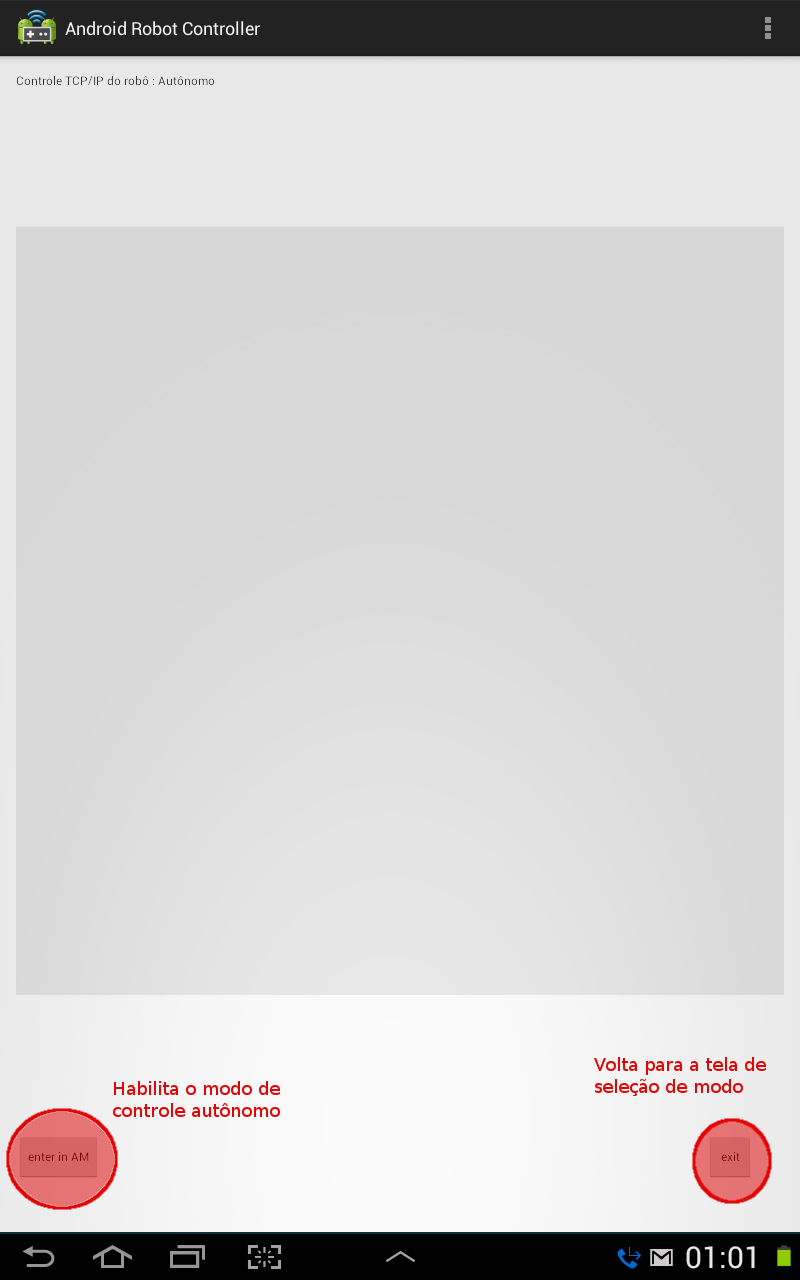 Android Robot Controller
Controle TCP/IP do robó : Autônomo
Volta para a tela de
seleção de modo
Habilita o modo de
controle autônomo
enter in AM
exit
01:01